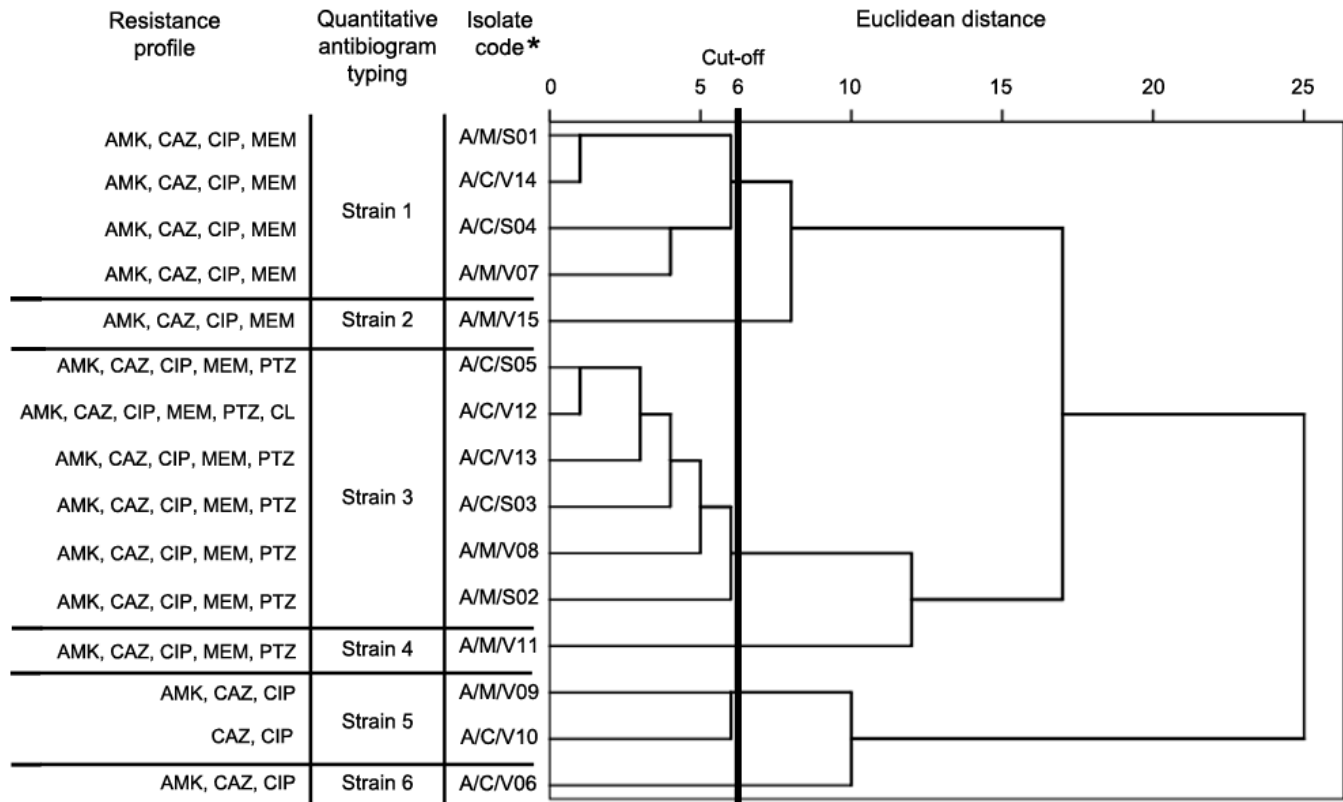 Resistance profile
Quantitative antibiogram typing
Isolate code*
Euclidean distance
Cut-off
0 5 6 10 15 20 25
AMK, CAZ, CIP, MEM A/M/S01
AMK, CAZ, CIP, MEM A/C/V14
Strain 1
AMK, CAZ, CIP, MEM A/C/S04
AMK, CAZ, CIP, MEM A/M/V07
AMK, CAZ, CIP, MEM Strain 2 A/M/V15
AMK, CAZ, CIP, MEM, PTZ A/C/S05
AMK, CAZ, CIP, MEM, PTZ, CL A/C/V12
AMK, CAZ, CIP, MEM, PTZ A/C/V13
AMK, CAZ, CIP, MEM, PTZ Strain 3 A/C/S03
AMK, CAZ, CIP, MEM, PTZ A/M/V08
AMK, CAZ, CIP, MEM, PTZ A/M/S02
AMK, CAZ, CIP, MEM, PTZ Strain 4 A/M/V11
AMK, CAZ, CIP A/M/V09
Strain 5
CAZ, CIP A/C/V10
AMK, CAZ, CIP Strain 6 A/C/V06